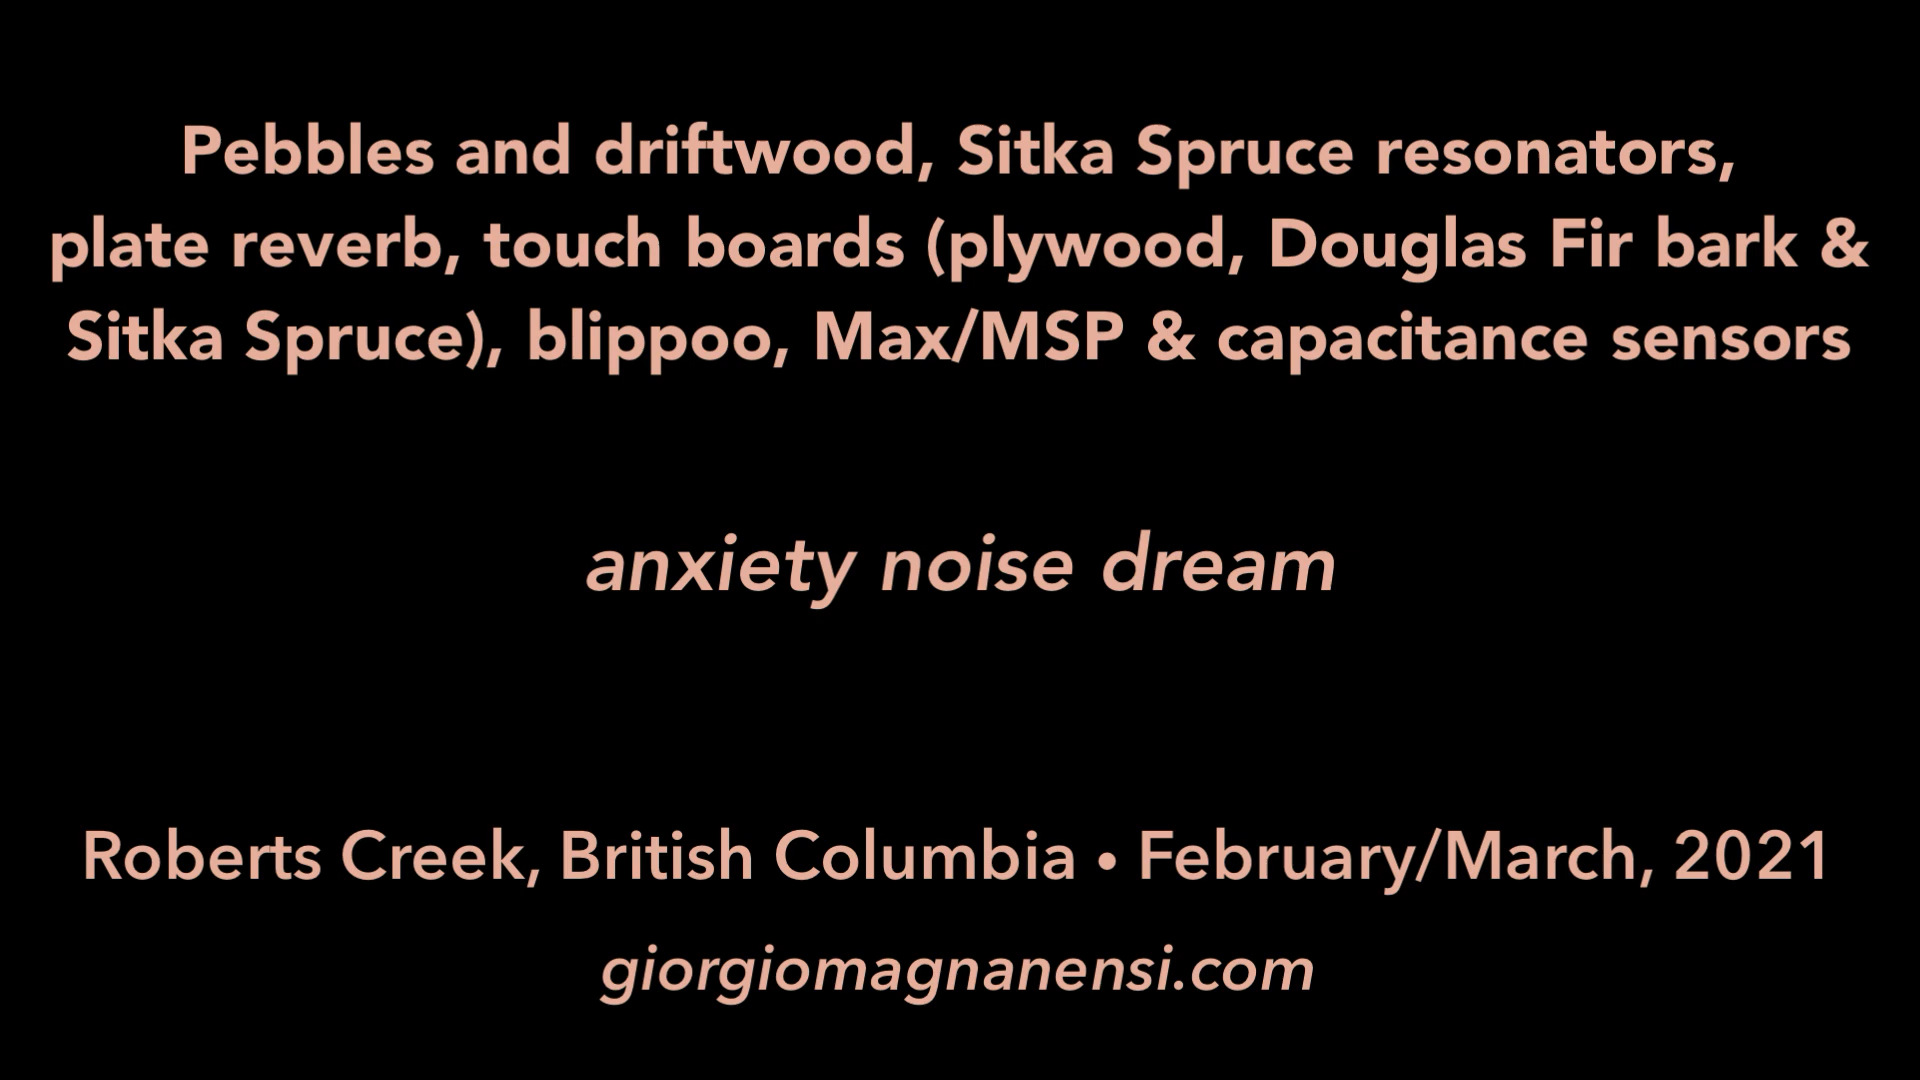 Pebbles and driftwood, Sitka Spruce resonators,
plate reverb, touch boards (plywood, Douglas Fir bark &
Sitka Spruce), blippoo, Max/MSP & capacitance sensors
anxiety noise dream
Roberts Creek, British Columbia • February/March, 2021
giorgiomagnanensi.com